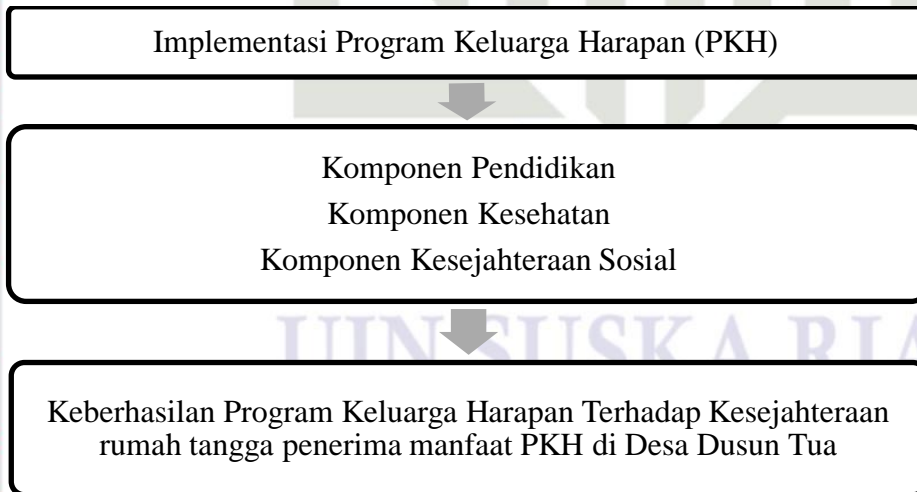 Implementasi Program Keluarga Harapan (PKH)
Komponen Pendidikan
Komponen Kesehatan
Komponen Kesejahteraan Sosial
UIN SUSKA RIA
Keberhasilan Program Keluarga Harapan Terhadap Kesejahteraan
rumah tangga penerima manfaat PKH di Desa Dusun Tua